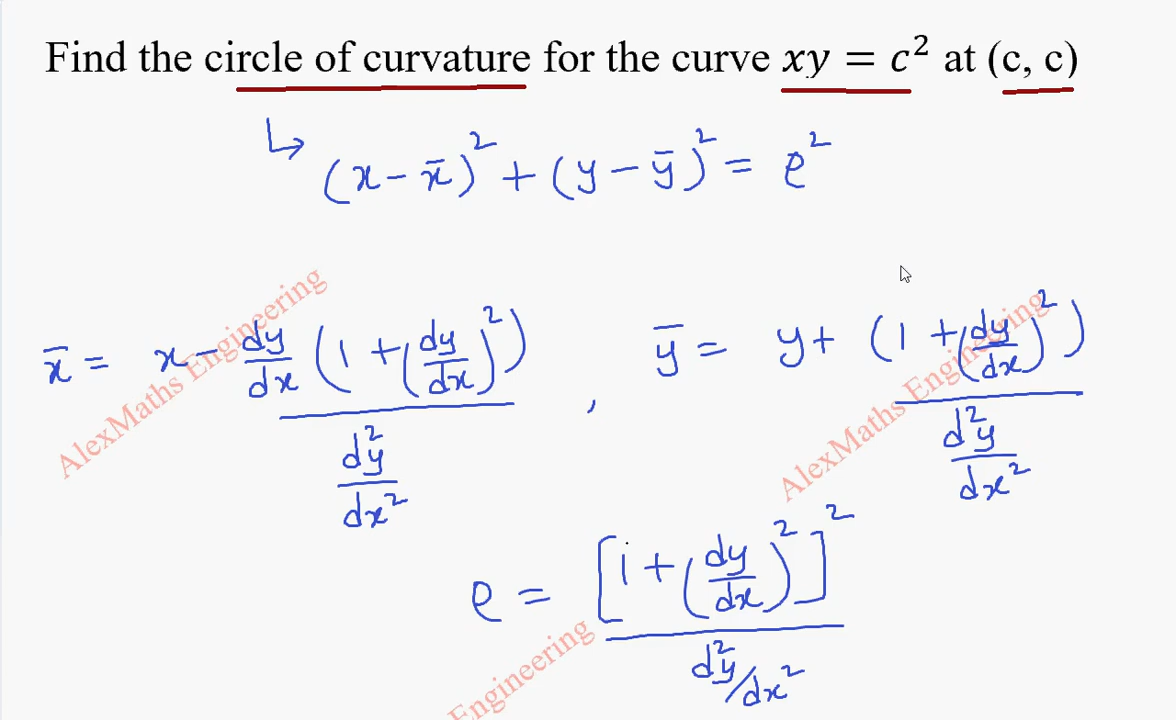 Find the circle of curvature for the curve xy = c² at (c, c)
↳ (x - x̄)² + (y - ȳ)² = ρ²
x̄ = x - dy/dx (1 + (dy/dx)²) / (d²y/dx²) , ȳ = y + (1 + (dy/dx)²) / (d²y/dx²)
ρ = [1 + (dy/dx)²]² / (d²y/dx²)
AlexMaths Engineering
AlexMaths Engineering
Engineering